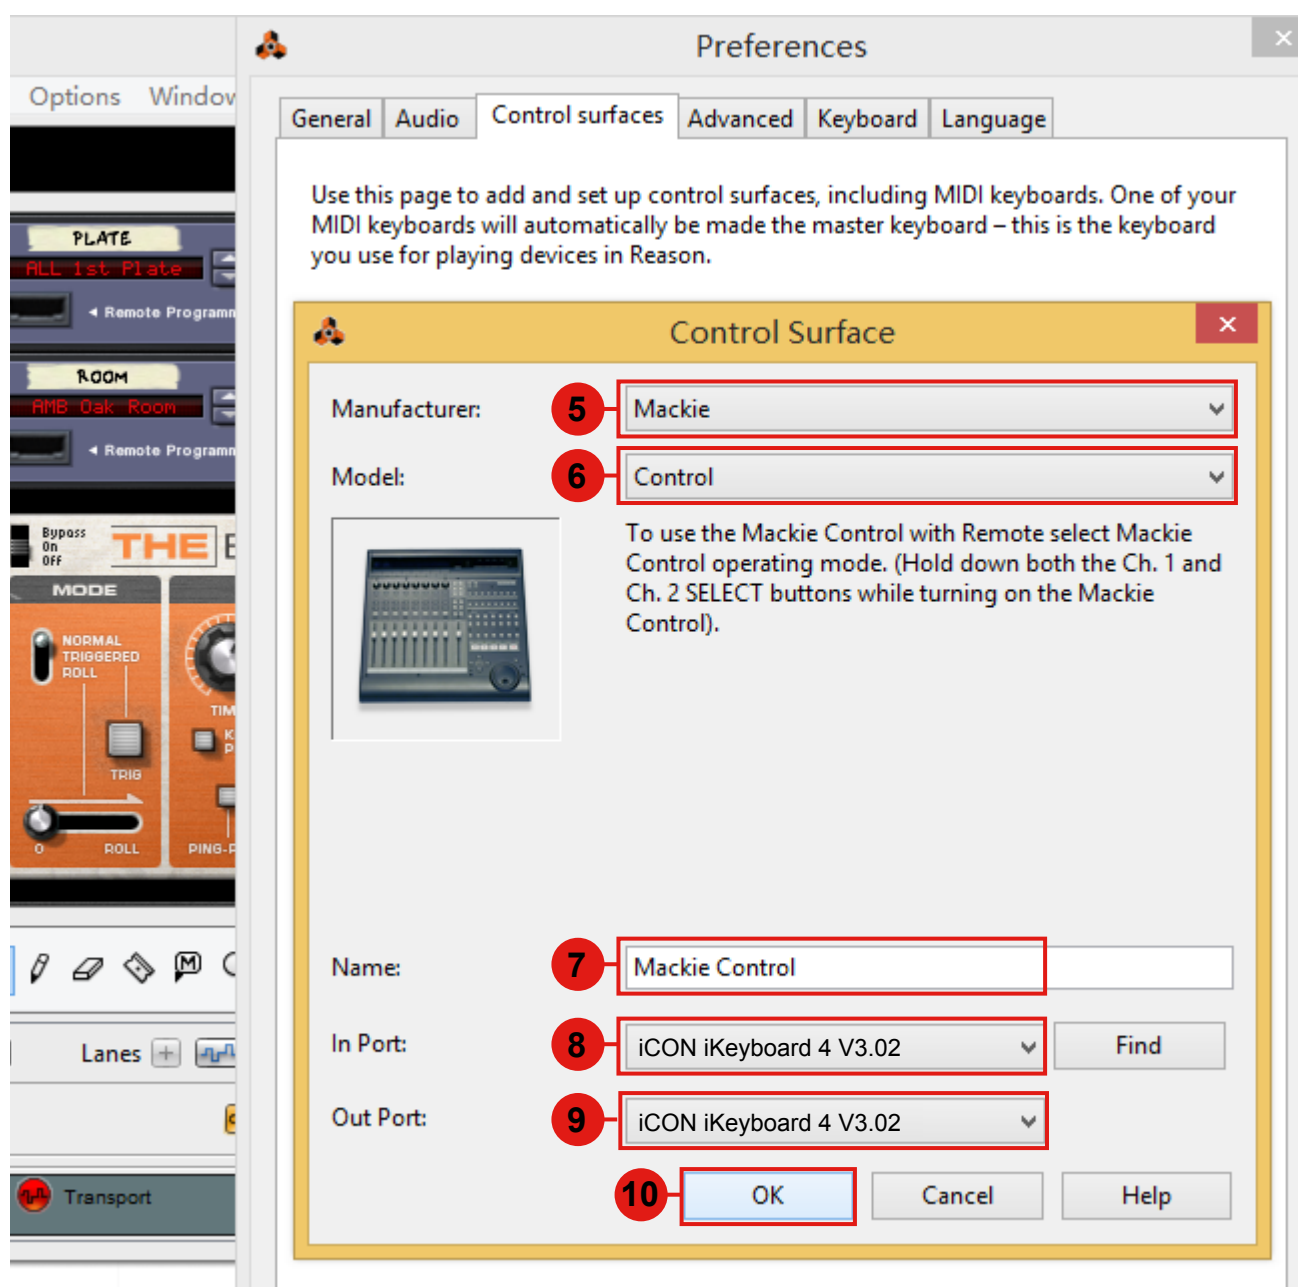 Preferences
Options Window
General Audio Control surfaces Advanced Keyboard Language
Use this page to add and set up control surfaces, including MIDI keyboards. One of your
MIDI keyboards will automatically be made the master keyboard – this is the keyboard
you use for playing devices in Reason.
PLATE
ALL 1st Plate
Remote Programm
ROOM
AMB Oak Room
Remote Programm
Bypass
On
Off
THE E
MODE
NORMAL
TRIGGERED
ROLL
TIM
K
P
TRIG
0 ROLL
PING-P
Control Surface
Manufacturer: 5 Mackie
Model: 6 Control
To use the Mackie Control with Remote select Mackie
Control operating mode. (Hold down both the Ch. 1 and
Ch. 2 SELECT buttons while turning on the Mackie
Control).
Name: 7 Mackie Control
In Port: 8 iCON iKeyboard 4 V3.02 Find
Out Port: 9 iCON iKeyboard 4 V3.02
10 OK Cancel Help
M
Lanes
Transport